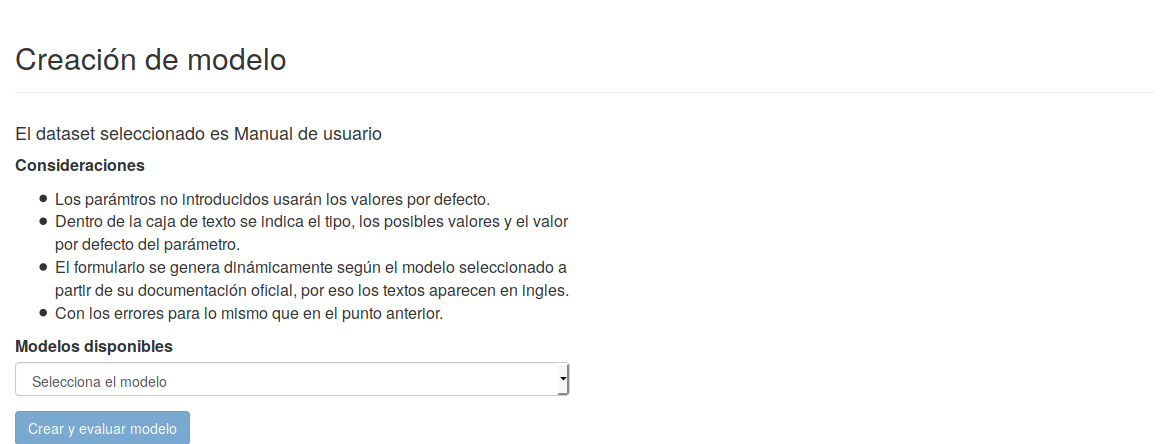 Creación de modelo
El dataset seleccionado es Manual de usuario
Consideraciones
Los parámtros no introducidos usarán los valores por defecto.
Dentro de la caja de texto se indica el tipo, los posibles valores y el valor
por defecto del parámetro.
El formulario se genera dinámicamente según el modelo seleccionado a
partir de su documentación oficial, por eso los textos aparecen en ingles.
Con los errores para lo mismo que en el punto anterior.
Modelos disponibles
Selecciona el modelo
Crear y evaluar modelo